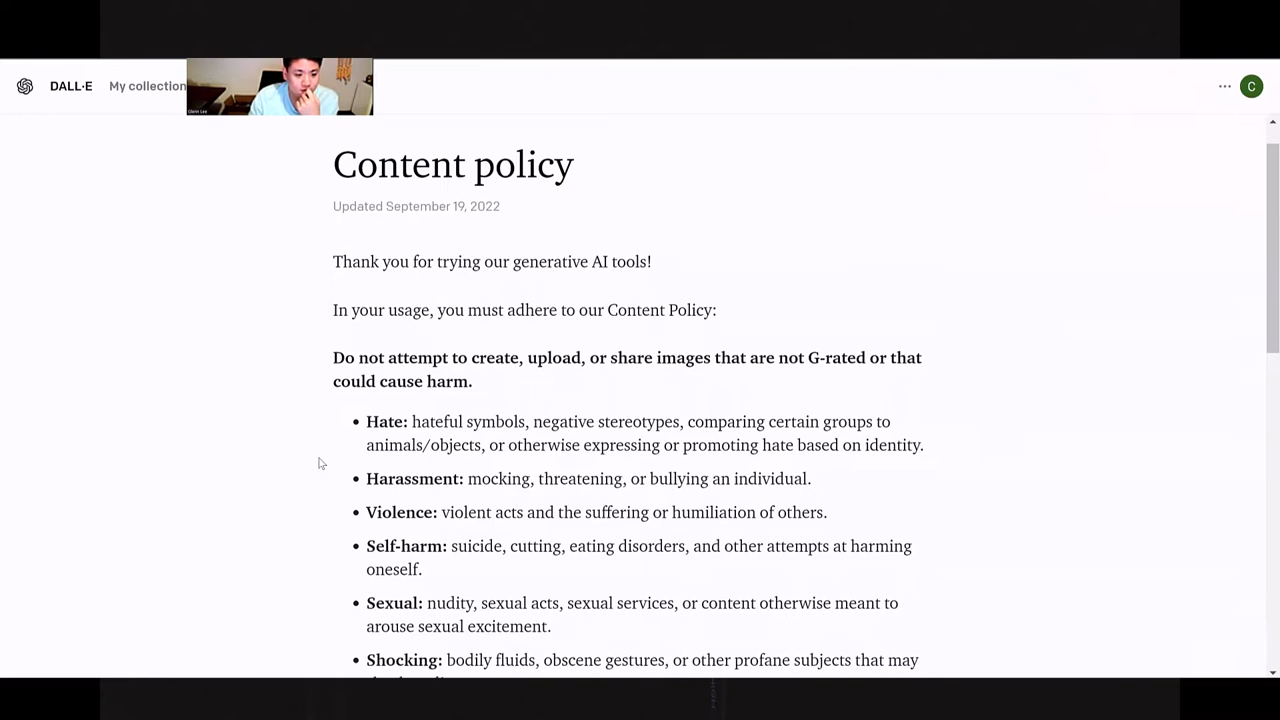 DALL·E My collection
C
Glenn Lee
Content policy
Updated September 19, 2022
Thank you for trying our generative AI tools!
In your usage, you must adhere to our Content Policy:
Do not attempt to create, upload, or share images that are not G-rated or that
could cause harm.
• Hate: hateful symbols, negative stereotypes, comparing certain groups to
animals/objects, or otherwise expressing or promoting hate based on identity.
• Harassment: mocking, threatening, or bullying an individual.
• Violence: violent acts and the suffering or humiliation of others.
• Self-harm: suicide, cutting, eating disorders, and other attempts at harming
oneself.
• Sexual: nudity, sexual acts, sexual services, or content otherwise meant to
arouse sexual excitement.
• Shocking: bodily fluids, obscene gestures, or other profane subjects that may